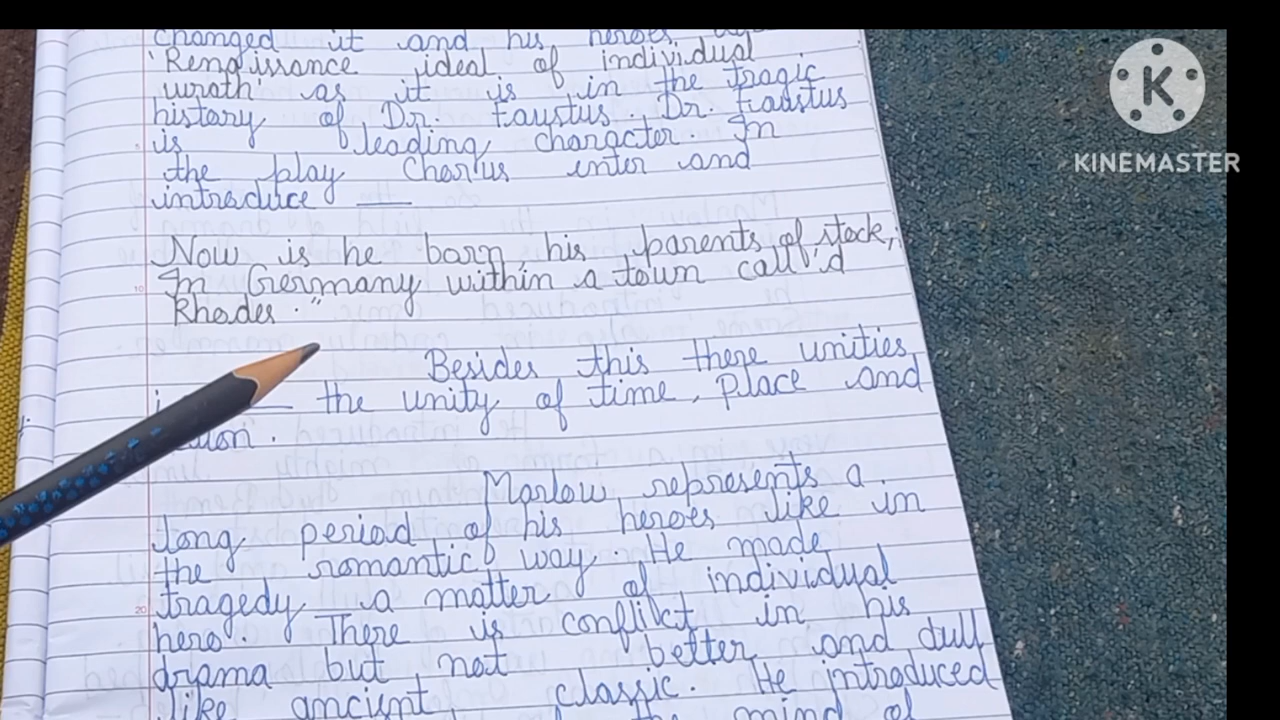 changed it and his heroes
'Renaissance ideal of individual
wrath as it is in the tragic
history of Dr. Faustus. Dr. Faustus
is leading character. In
the play Chorius enter and
introduce —
Now is he born, his parents of stock,
In Germany within a town call'd
Rhodes."
Besides this there unities
the unity of time, place and
Marlow represents a
long period of his heroes like in
the romantic way. He made
tragedy a matter of individual
hero. There is conflict in his
drama but not better and dull
like ancient classic. He introduced
the mind of
K
KINEMASTER